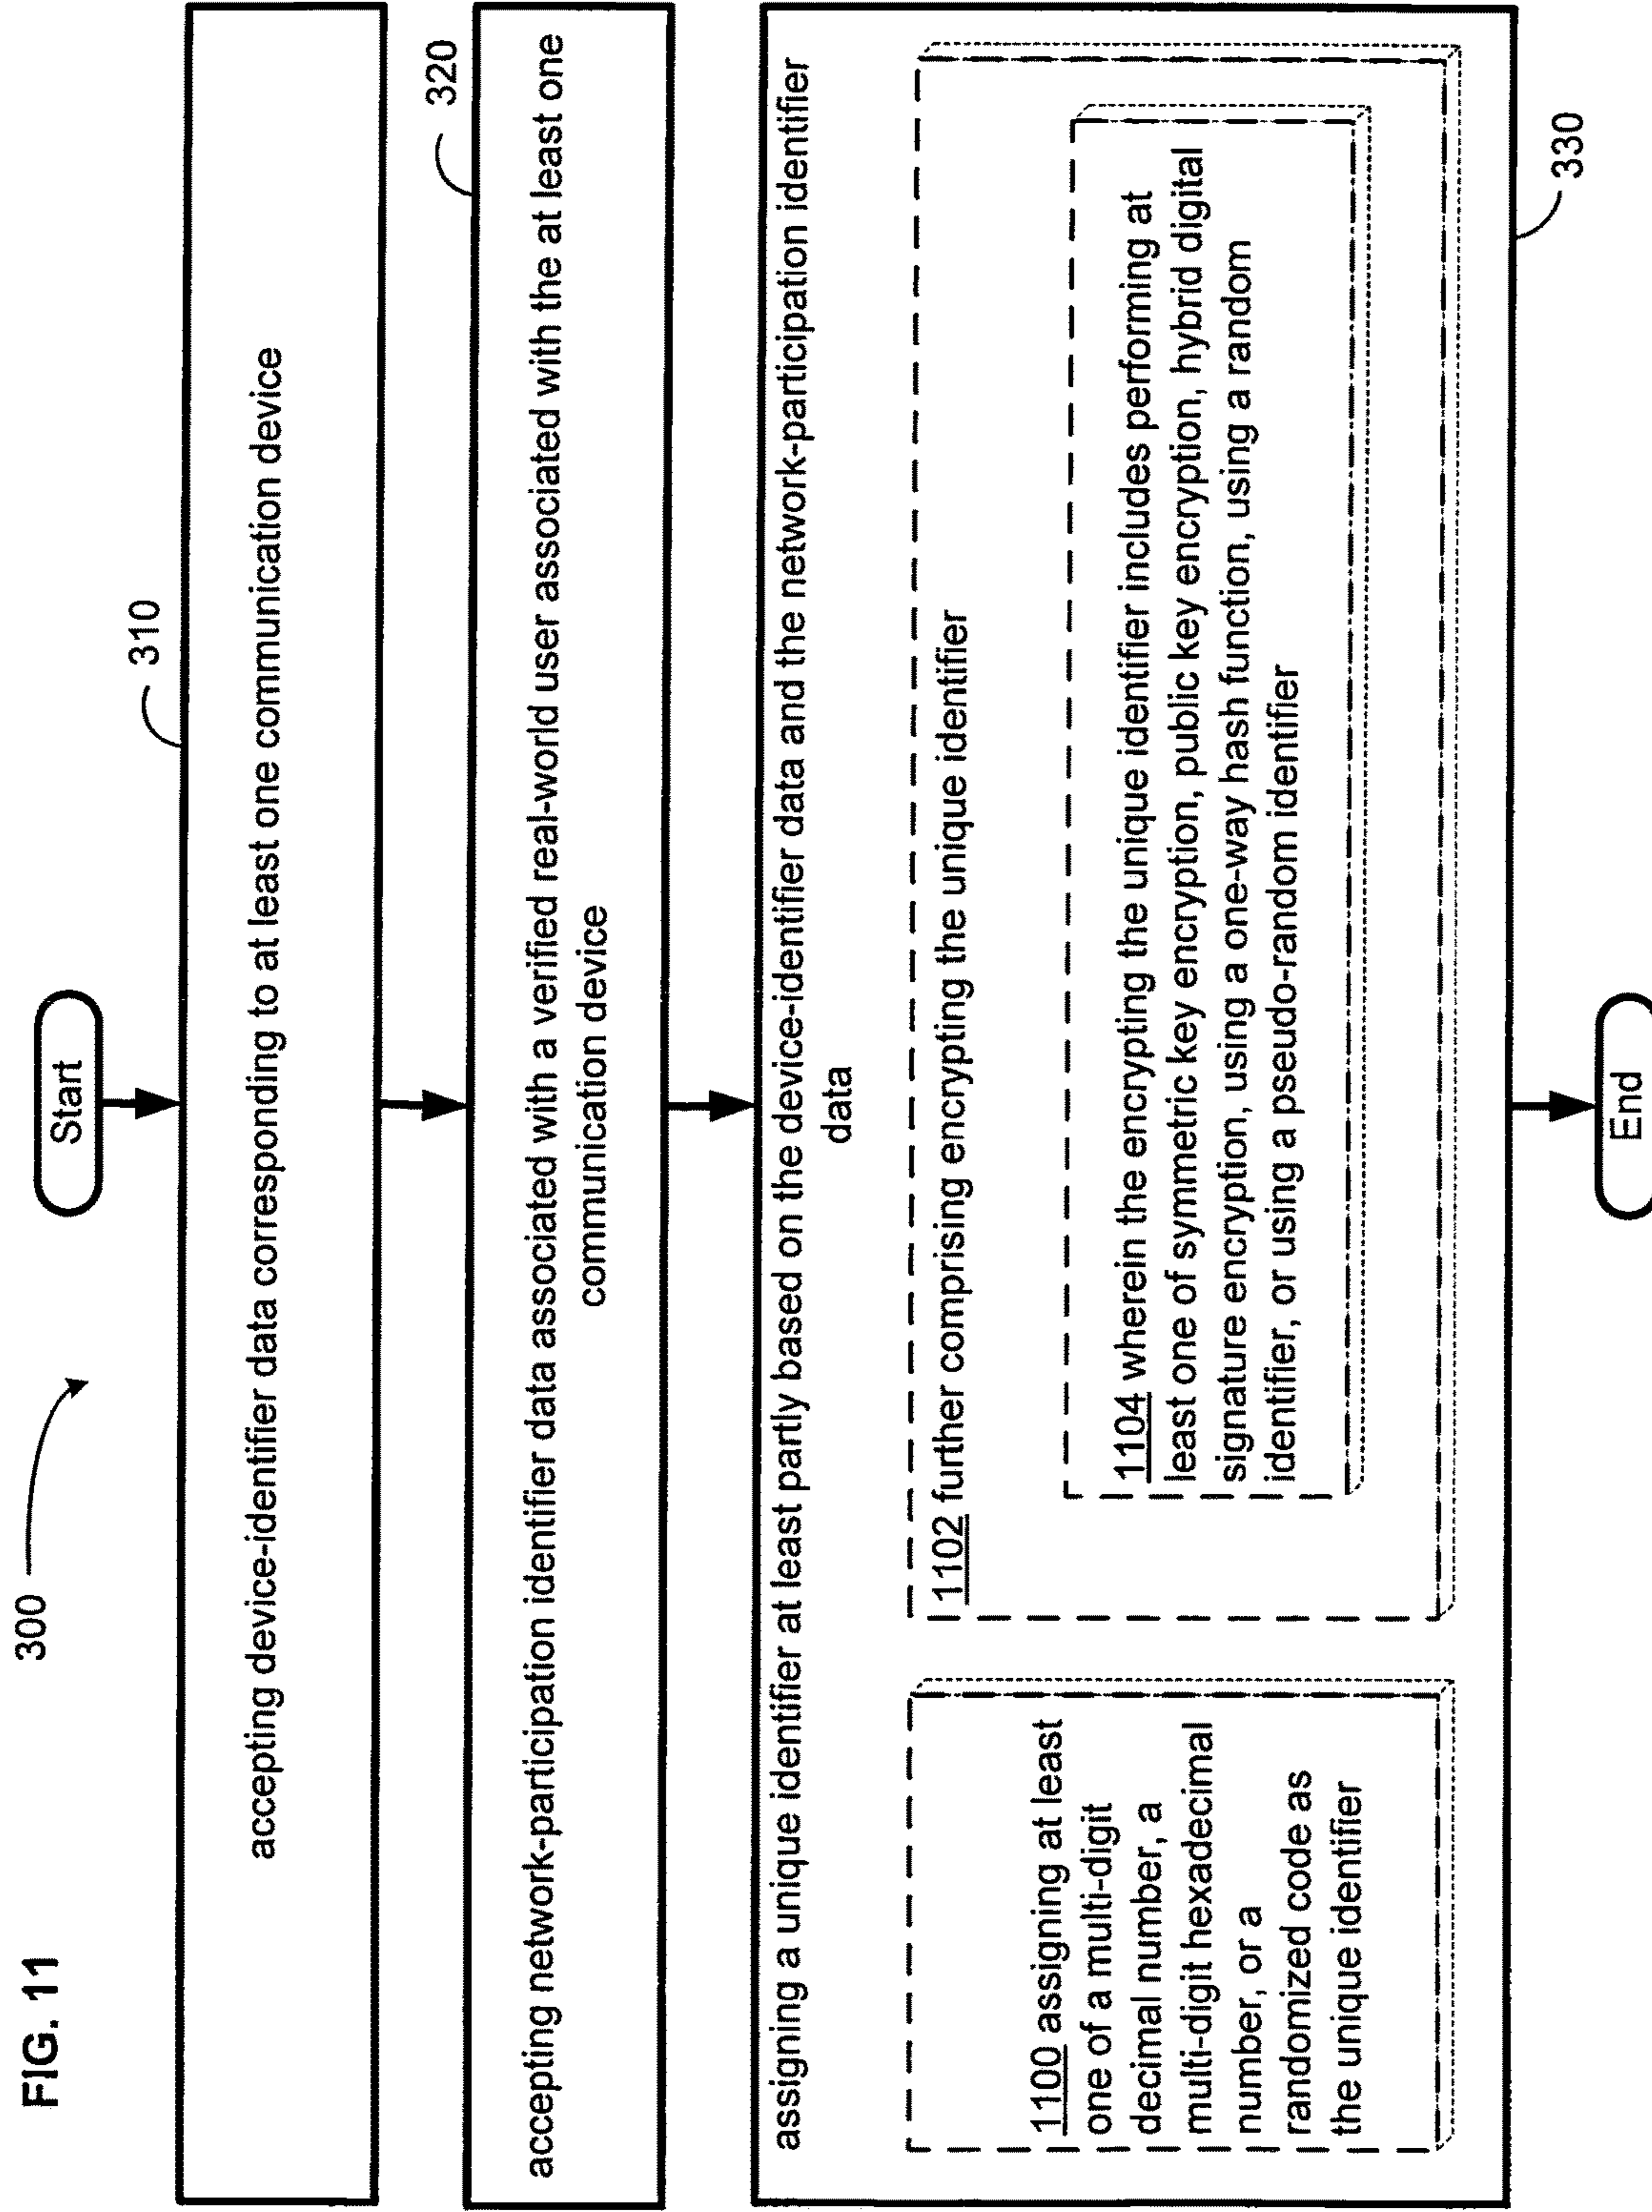 FIG. 11
300
Start
310
accepting device-identifier data corresponding to at least one communication device
320
accepting network-participation identifier data associated with a verified real-world user associated with the at least one
communication device
assigning a unique identifier at least partly based on the device-identifier data and the network-participation identifier
data
1100 assigning at least
one of a multi-digit
decimal number, a
multi-digit hexadecimal
number, or a
randomized code as
the unique identifier
1102 further comprising encrypting the unique identifier
1104 wherein the encrypting the unique identifier includes performing at
least one of symmetric key encryption, public key encryption, hybrid digital
signature encryption, using a one-way hash function, using a random
identifier, or using a pseudo-random identifier
330
End